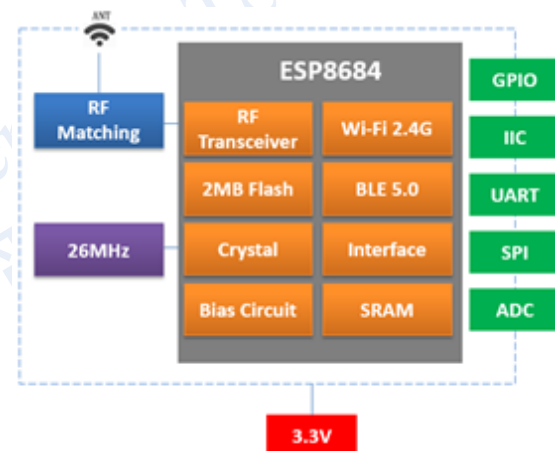 ANT
ESP8684
GPIO
RF
Matching
RF
Transceiver
Wi-Fi 2.4G
IIC
2MB Flash
BLE 5.0
UART
26MHz
Crystal
Interface
SPI
Bias Circuit
SRAM
ADC
3.3V